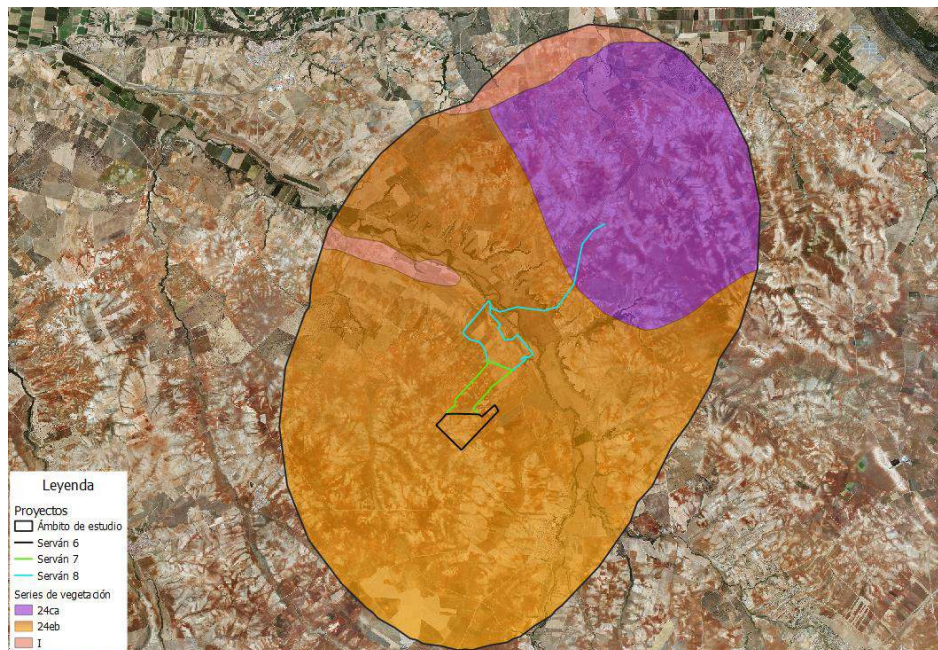 Leyenda
Proyectos
Ámbito de estudio
Serván 6
Serván 7
Serván 8
Series de vegetación
24ca
24eb
I